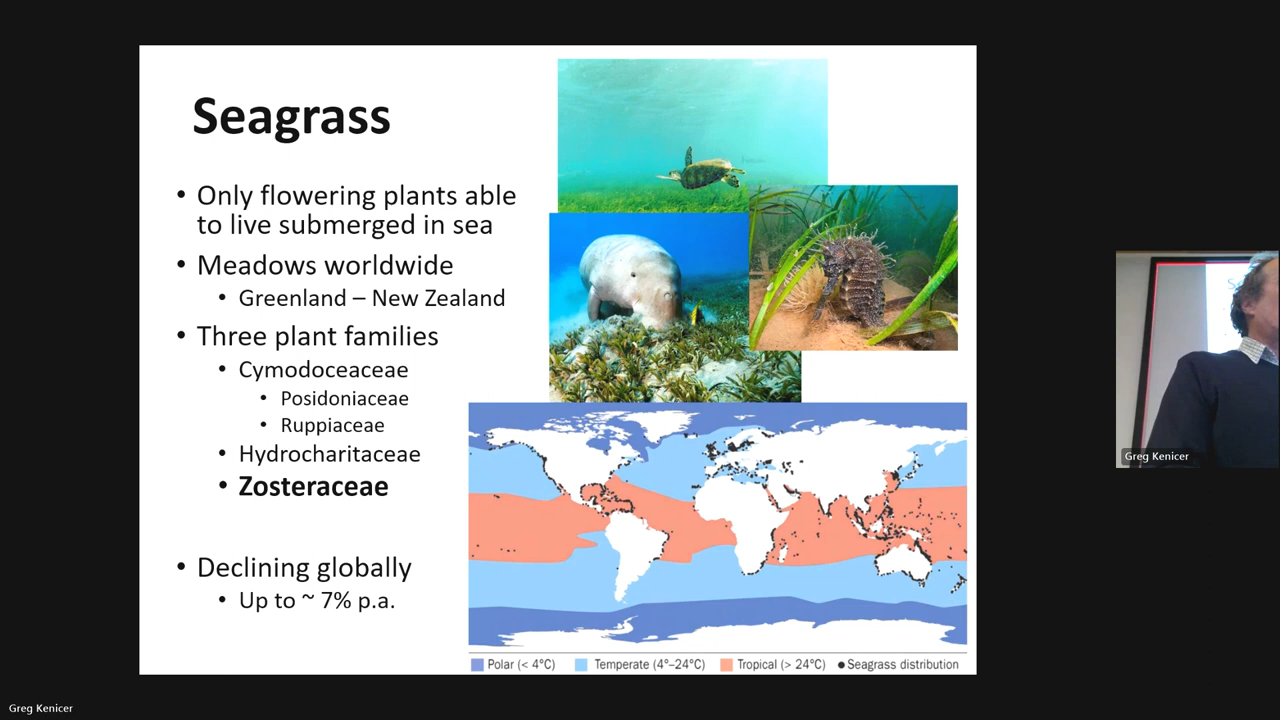 Seagrass
• Only flowering plants able
to live submerged in sea
• Meadows worldwide
• Greenland – New Zealand
• Three plant families
• Cymodoceaceae
• Posidoniaceae
• Ruppiaceae
• Hydrocharitaceae
• Zosteraceae
• Declining globally
• Up to ~ 7% p.a.
Polar (< 4°C)
Temperate (4°–24°C)
Tropical (> 24°C)
Seagrass distribution
Greg Kenicer
Greg Kenicer